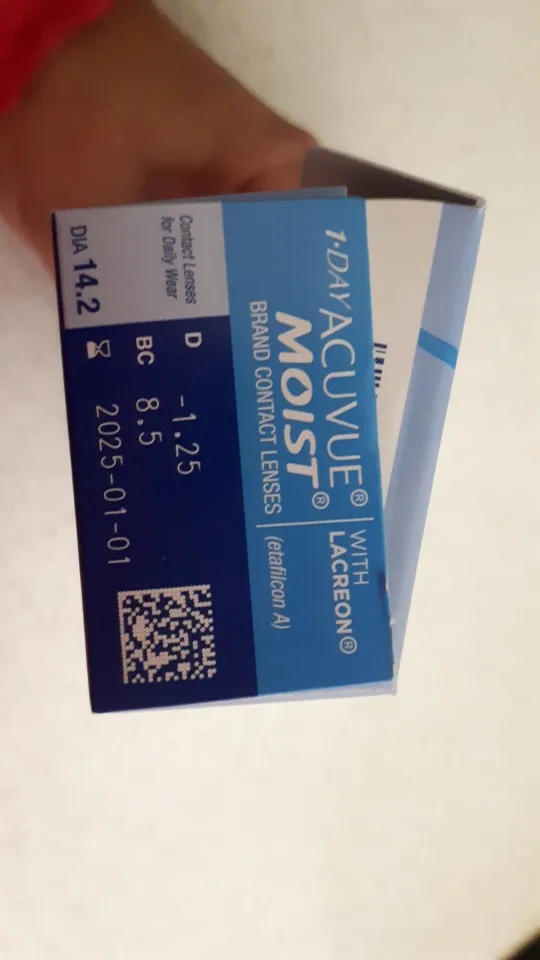 1·DAY ACUVUE® WITH
MOIST® LACREON®
BRAND CONTACT LENSES (etafilcon A)
Contact Lenses
for Daily Wear
D -1.25
BC 8.5
DIA 14.2
2025-01-01